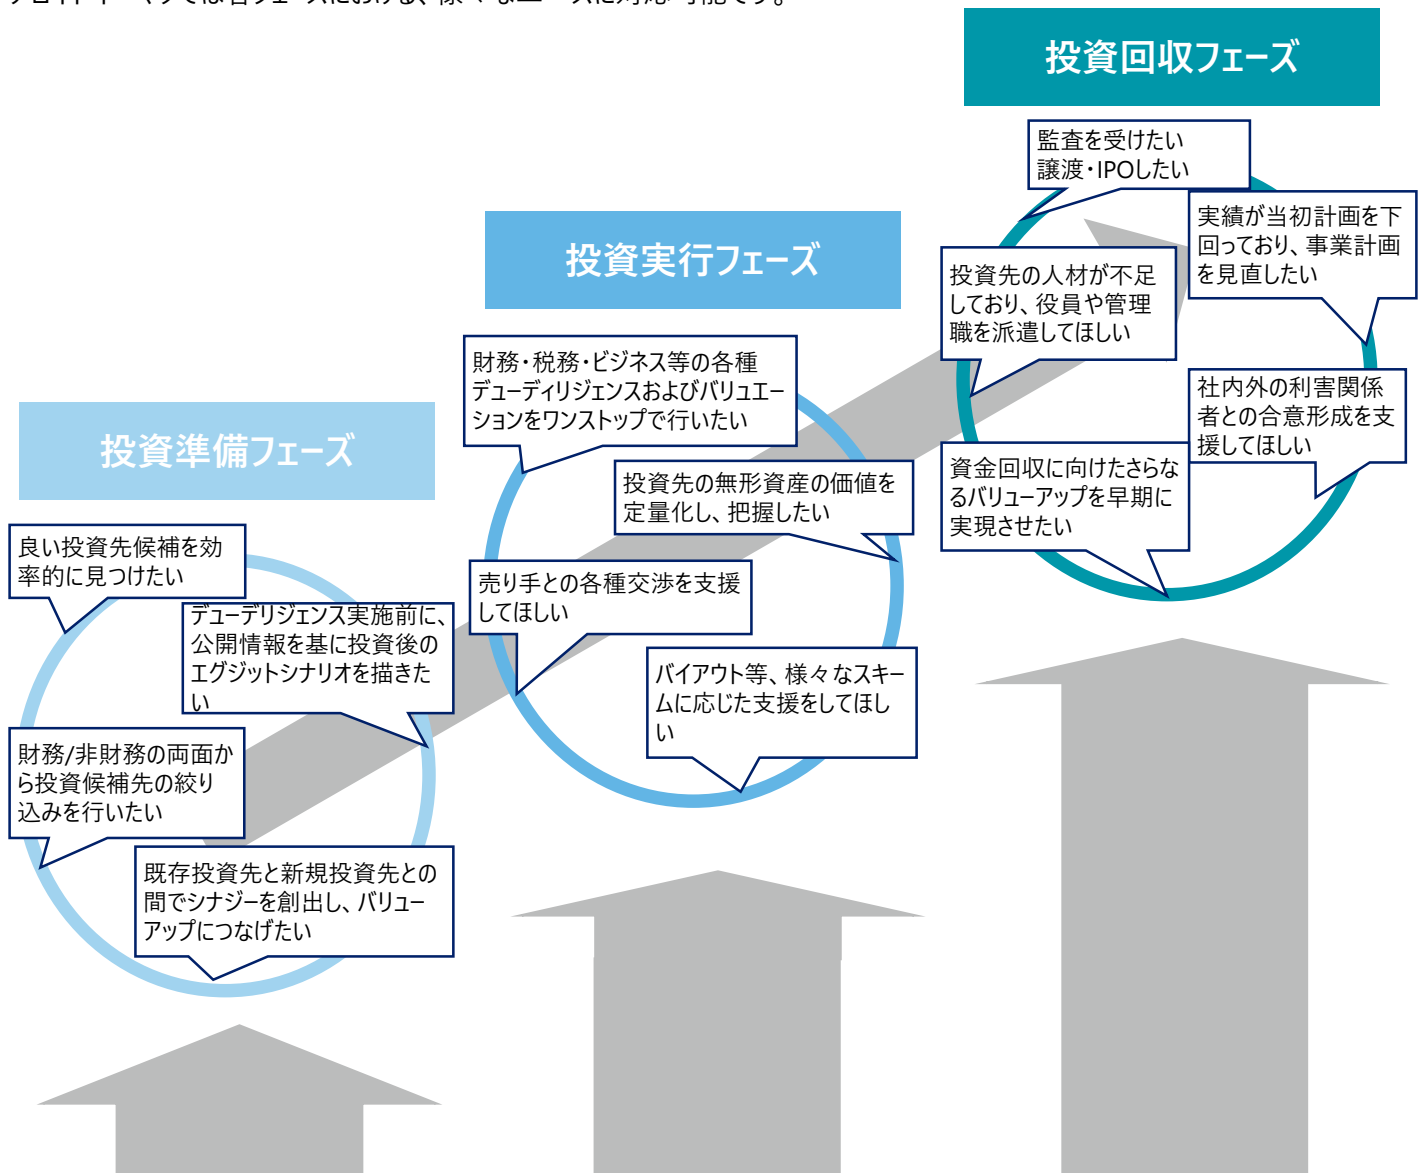 投資回収フェーズ
監査を受けたい
譲渡・IPOしたい
実績が当初計画を下
回っており、事業計画
を見直したい
投資先の人材が不足
しており、役員や管理
職を派遣してほしい
社内外の利害関係
者との合意形成を支
援してほしい
資金回収に向けたさらな
るバリューアップを早期に
実現させたい
投資実行フェーズ
財務・税務・ビジネス等の各種
デューディリジェンスおよびバリュエー
ションをワンストップで行いたい
投資先の無形資産の価値を
定量化し、把握したい
売り手との各種交渉を支援
してほしい
バイアウト等、様々なスキー
ムに応じた支援をしてほし
い
投資準備フェーズ
良い投資先候補を効
率的に見つけたい
デューデリジェンス実施前に、
公開情報を基に投資後の
エグジットシナリオを描きた
い
財務/非財務の両面か
ら投資候補先の絞り
込みを行いたい
既存投資先と新規投資先との
間でシナジーを創出し、バリュー
アップにつなげたい